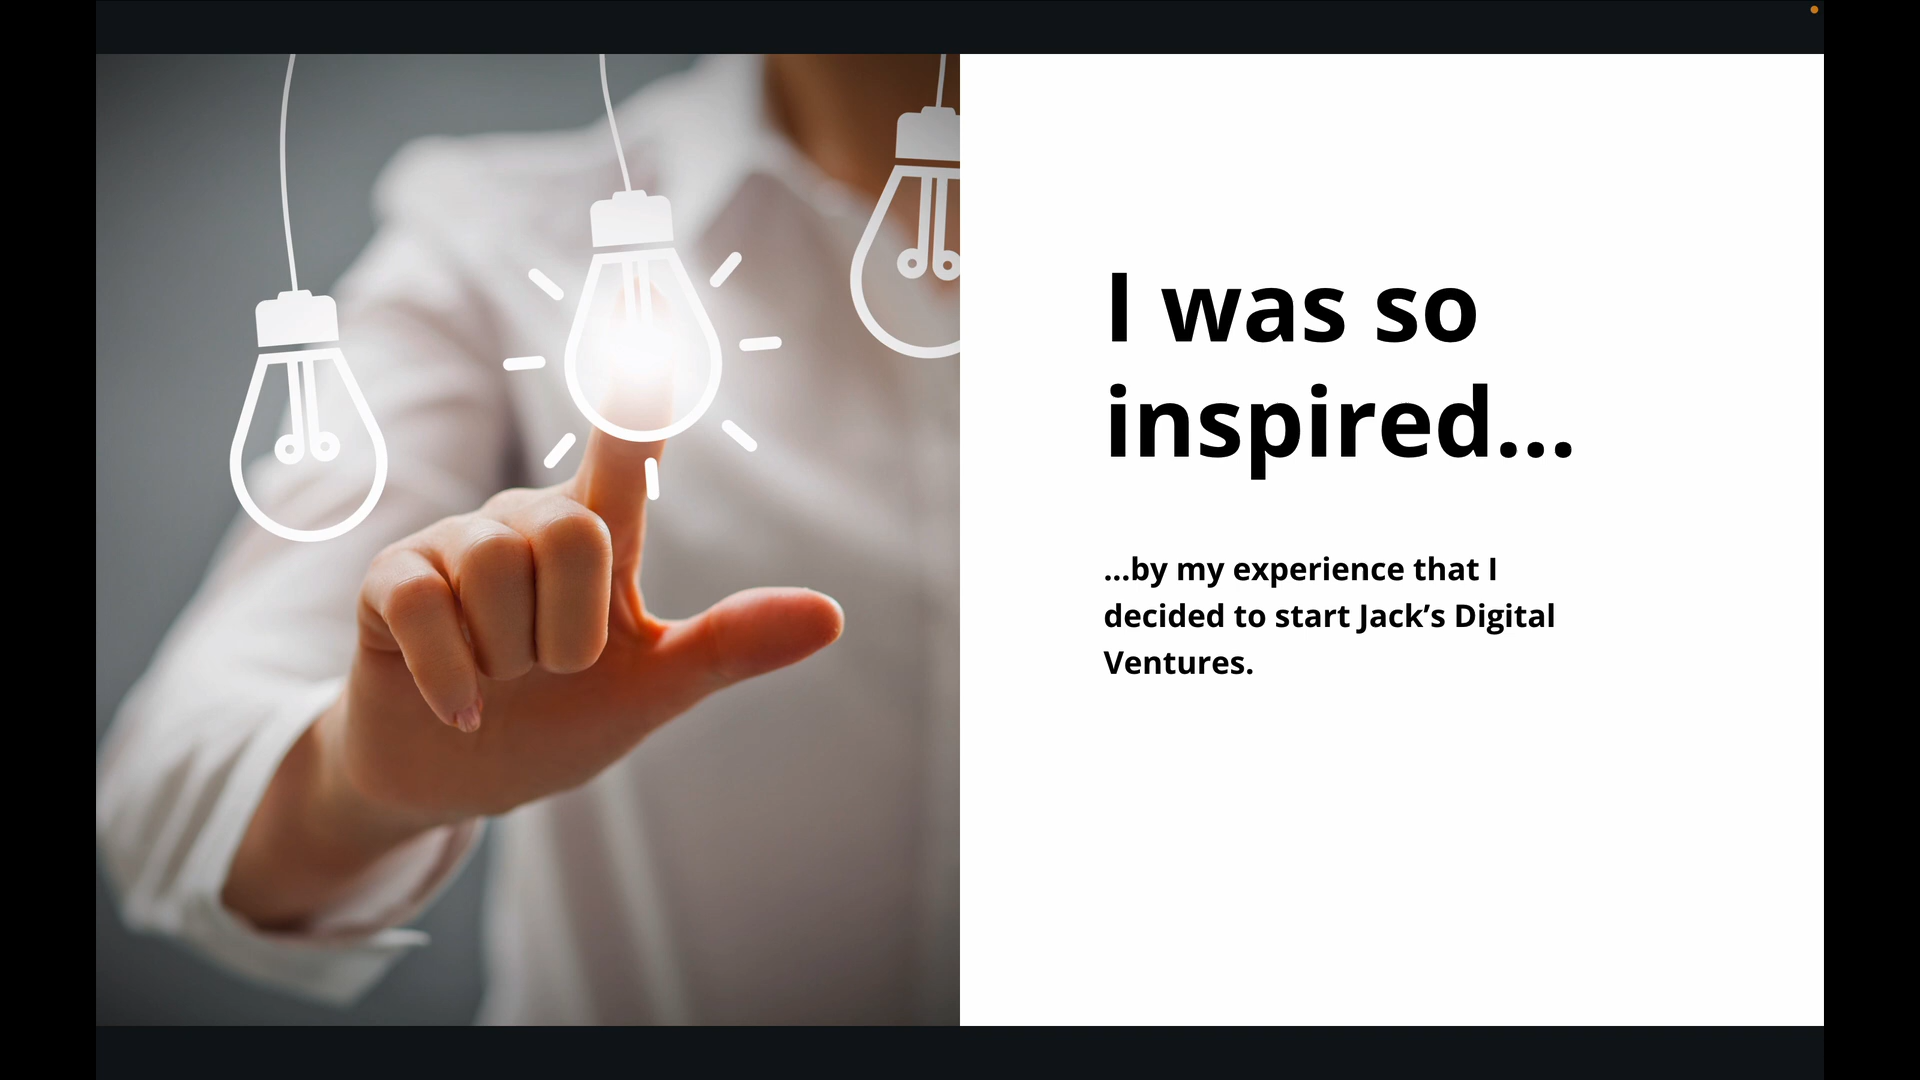 I was so
inspired...
...by my experience that I
decided to start Jack’s Digital
Ventures.